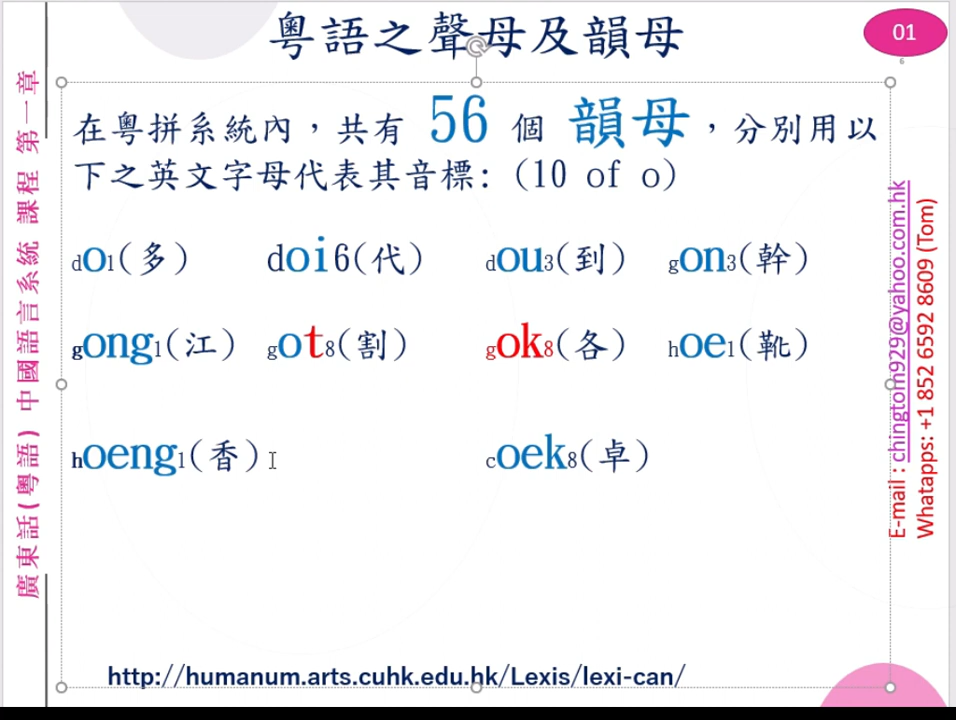 粵語之聲母及韻母
01
6
在粵拼系統內，共有 56 個 韻母，分別用以
下之英文字母代表其音標: (10 of o)
do1(多) doi6(代) dou3(到) gon3(幹)
gong1(江) got8(割) gok8(各) hoe1(靴)
hoeng1(香) coek8(卓)
http://humanum.arts.cuhk.edu.hk/Lexis/lexi-can/
廣東話(粵語) 中國語言系統 課程 第一章
E-mail : chingtom929@yahoo.com.hk
Whatapps: +1 852 6592 8609 (Tom)